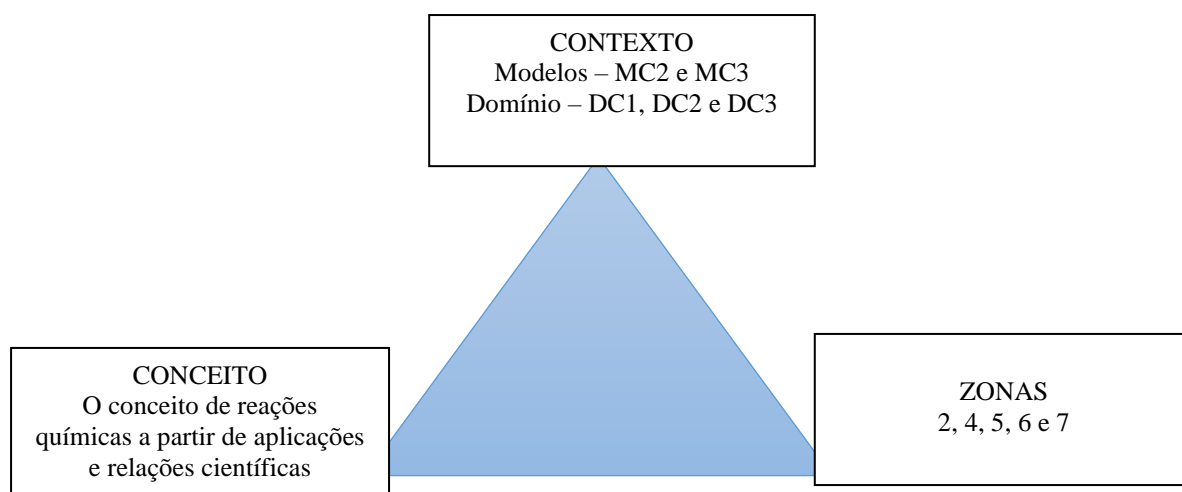 CONTEXTO
Modelos – MC2 e MC3
Domínio – DC1, DC2 e DC3
CONCEITO
O conceito de reações
químicas a partir de aplicações
e relações científicas
ZONAS
2, 4, 5, 6 e 7